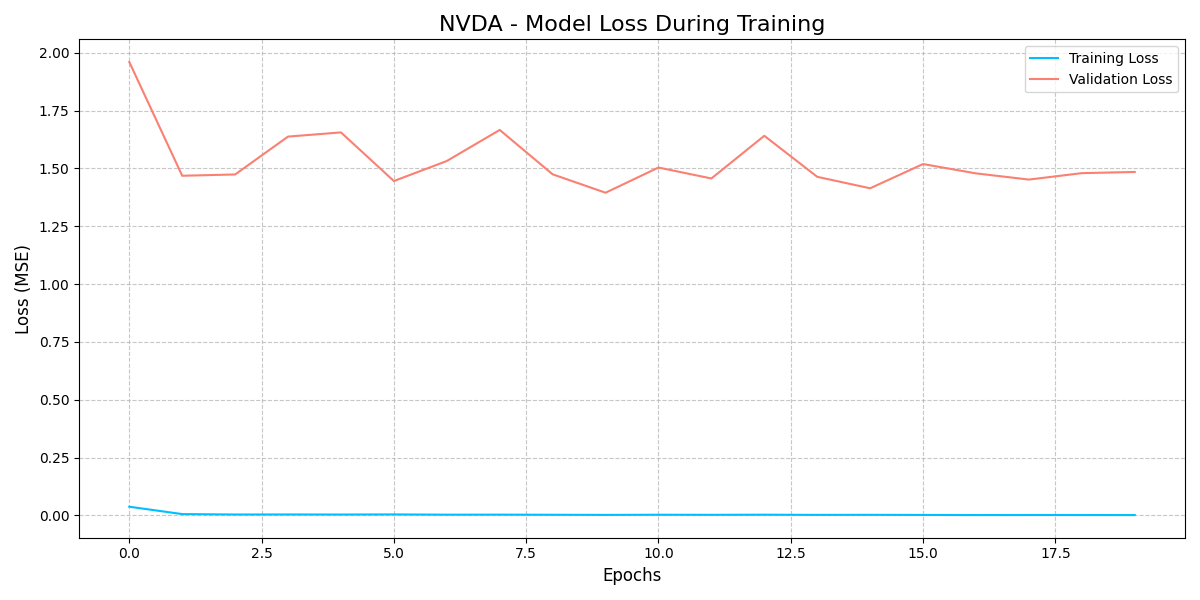 NVDA - Model Loss During Training
Training Loss
Validation Loss
Loss (MSE)
2.00
1.75
1.50
1.25
1.00
0.75
0.50
0.25
0.00
0.0 2.5 5.0 7.5 10.0 12.5 15.0 17.5
Epochs